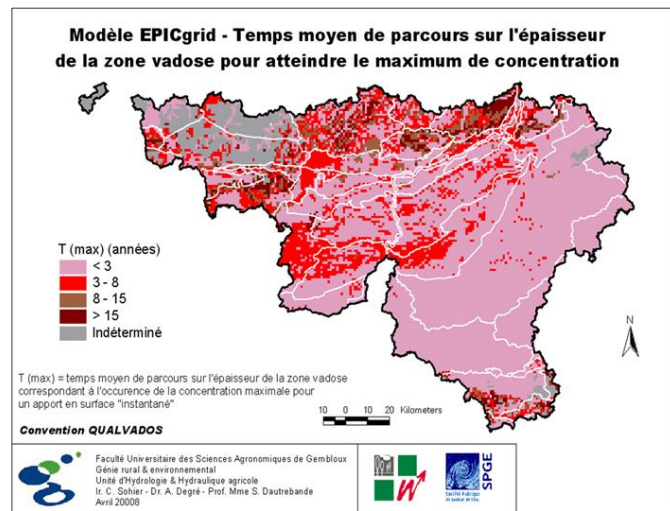 Modèle EPICgrid - Temps moyen de parcours sur l'épaisseur
de la zone vadose pour atteindre le maximum de concentration
T (max) (années)
< 3
3 - 8
8 - 15
> 15
Indéterminé
N
T (max) = temps moyen de parcours sur l'épaisseur de la zone vadose
correspondant à l'occurence de la concentration maximale pour
un apport en surface "instantané"
10 0 10 20 Kilometers
Convention QUALVADOS
Faculté Universitaire des Sciences Agronomiques de Gembloux
Génie rural & environnemental
Unité d'Hydrologie & Hydraulique agricole
Ir. C. Sohier - Dr. A. Degré - Prof. Mme S. Dautrebande
Avril 20008
SPGE